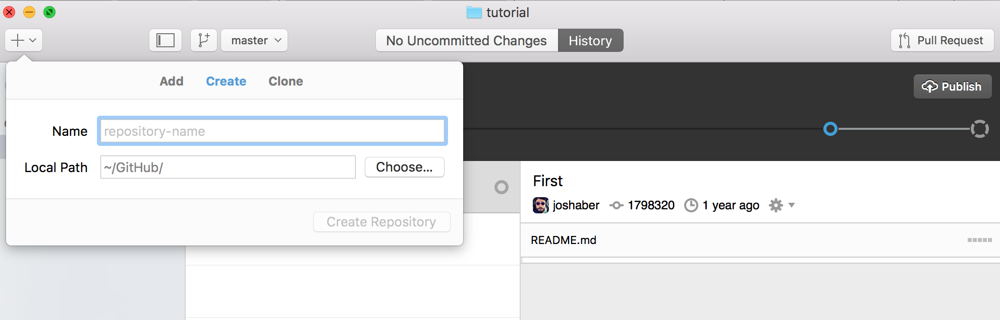 tutorial
master
No Uncommitted Changes
History
Pull Request
Add Create Clone
Publish
Name repository-name
Local Path ~/GitHub/ Choose...
Create Repository
First
joshaber 1798320 1 year ago
README.md